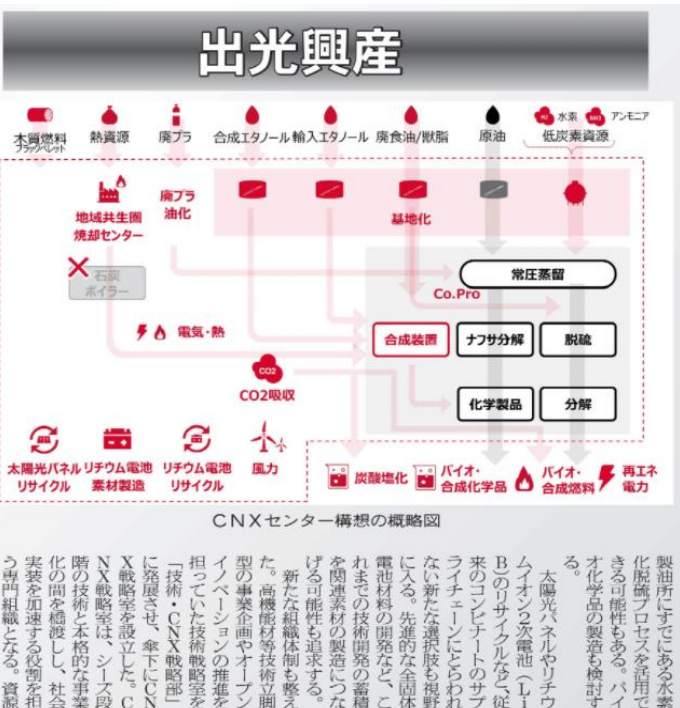 出光興産
木質燃料
ブラックペレット
熱資源
廃プラ
合成エタノール
輸入エタノール
廃食油/獣脂
原油
H2
水素
NH3
アンモニア
低炭素資源
地域共生圏
焼却センター
廃プラ
油化
基地化
石炭
ボイラー
常圧蒸留
Co.Pro
電気・熱
合成装置
ナフサ分解
脱硫
CO2
CO2吸収
化学製品
分解
太陽光パネル
リサイクル
リチウム電池
素材製造
リチウム電池
リサイクル
風力
炭酸塩化
バイオ・
合成化学品
バイオ・
合成燃料
再エネ
電力
CNXセンター構想の概略図
製油所にすでにある水素
化脱硫プロセスを活用で
きる可能性もある。バイ
オ化学品の製造も検討す
る。
太陽光パネルやリチウ
ムイオン2次電池（Li
B）のリサイクルなど、従
来のコンビナートのサプ
ライチェーンにとらわれ
ない新たな選択肢も視野
に入る。先進的な全固体
電池材料の開発など、こ
れまでの技術開発の蓄積
を関連素材の製造につな
げる可能性も追求する。
新たな組織体制も整え
た。高機能材等技術立脚
型の事業企画やオープン
イノベーションの推進を
担っていた技術戦略室を
「技術・CNX戦略部」
に発展させ、傘下にCN
X戦略室を設立した。C
NX戦略室は、シーズ段
階の技術と本格的な事業
化の間を橋渡しし、社会
実装を加速する役割を担
う専門組織となる。資源